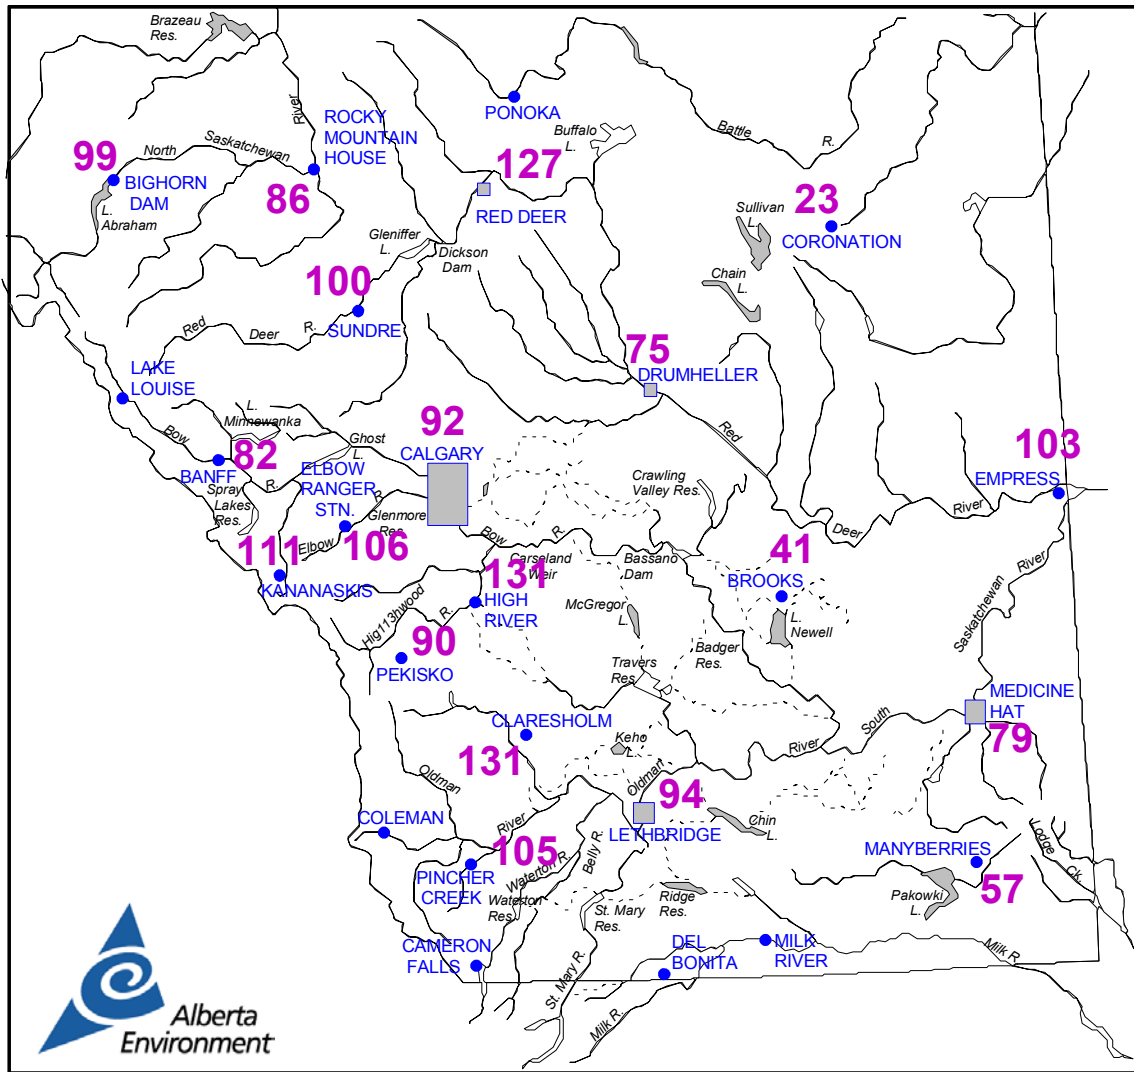 Brazeau
Res.
River
ROCKY
MOUNTAIN
HOUSE
PONOKA
Buffalo
L.
Battle
R.
99
North
Saskatchewan
BIGHORN
DAM
L.
Abraham
86
127
RED DEER
23
Sullivan
L.
CORONATION
Gleniffer
L.
Dickson
Dam
Chain
L.
100
Red
Deer
R.
SUNDRE
75
DRUMHELLER
LAKE
LOUISE
L.
Minnewanka
Bow
BANFF
82
R.
Ghost
L.
92
CALGARY
Red
103
EMPRESS
ELBOW
RANGER
STN.
R.
Spray
Lakes
Res.
Glenmore
Res.
Elbow
106
Crawling
Valley Res.
Deer
River
111
KANANASKIS
Bow
R.
Carseland
Weir
Bassano
Dam
41
BROOKS
River
131
HIGH
RIVER
Hig113hwood
R.
McGregor
L.
L.
Newell
Saskatchewan
90
PEKISKO
Badger
Res.
Travers
Res
MEDICINE
HAT
79
CLARESHOLM
131
Keho
L.
South
River
Oldman
Oldman
94
LETHBRIDGE
Chin
L.
COLEMAN
River
105
PINCHER
CREEK
Waterton R.
Belly R.
Waterton
Res.
MANYBERRIES
57
Lodge
Ck.
Pakowki
L.
St. Mary
Res.
Ridge
Res.
CAMERON
FALLS
St. Mary R.
DEL
BONITA
MILK
RIVER
Milk R
Milk R.
Alberta
Environment